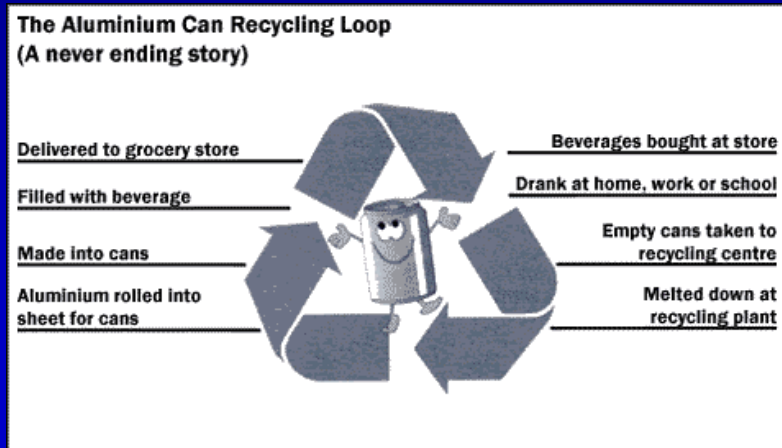 The Aluminium Can Recycling Loop
(A never ending story)
Delivered to grocery store
Filled with beverage
Made into cans
Aluminium rolled into
sheet for cans
Beverages bought at store
Drank at home, work or school
Empty cans taken to
recycling centre
Melted down at
recycling plant